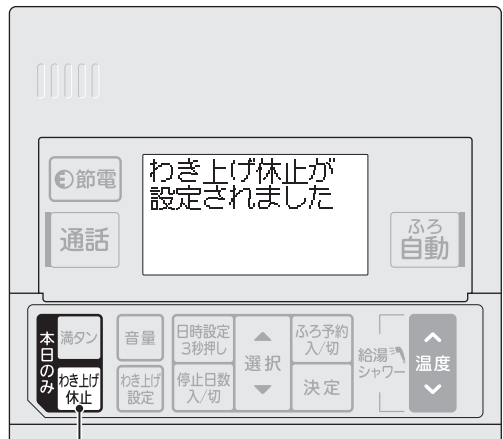 節電
わき上げ休止が
設定されました
通話
ふろ
自動
本日のみ
満タン
わき上げ
休止
音量
わき上げ
設定
日時設定
3秒押し
停止日数
入/切
選択
ふろ予約
入/切
決定
給湯
シャワー
温度